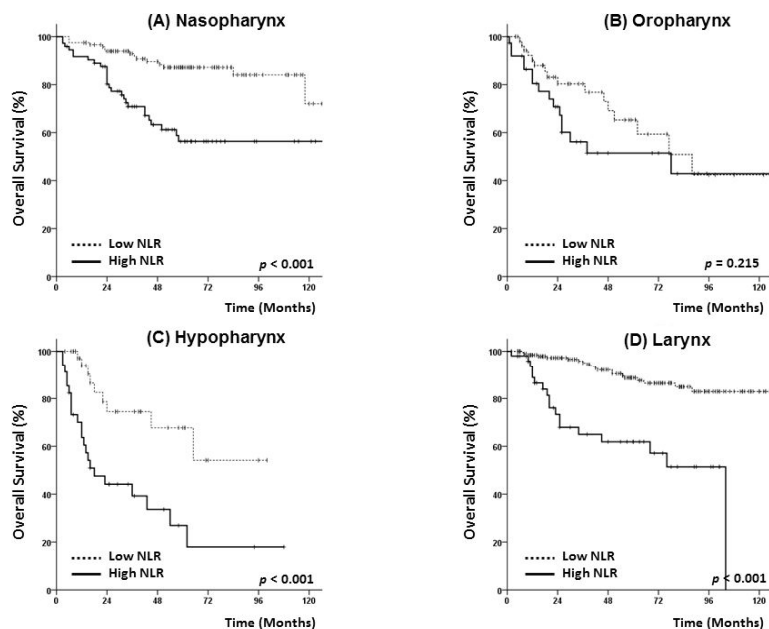 (A) Nasopharynx
Overall Survival (%)
100
80
60
40
20
0
Low NLR
High NLR
p < 0.001
0 24 48 72 96 120
Time (Months)
(B) Oropharynx
Overall Survival (%)
100
80
60
40
20
0
Low NLR
High NLR
p = 0.215
0 24 48 72 96 120
Time (Months)
(C) Hypopharynx
Overall Survival (%)
100
80
60
40
20
0
Low NLR
High NLR
p < 0.001
0 24 48 72 96 120
Time (Months)
(D) Larynx
Overall Survival (%)
100
80
60
40
20
0
Low NLR
High NLR
p < 0.001
0 24 48 72 96 120
Time (Months)